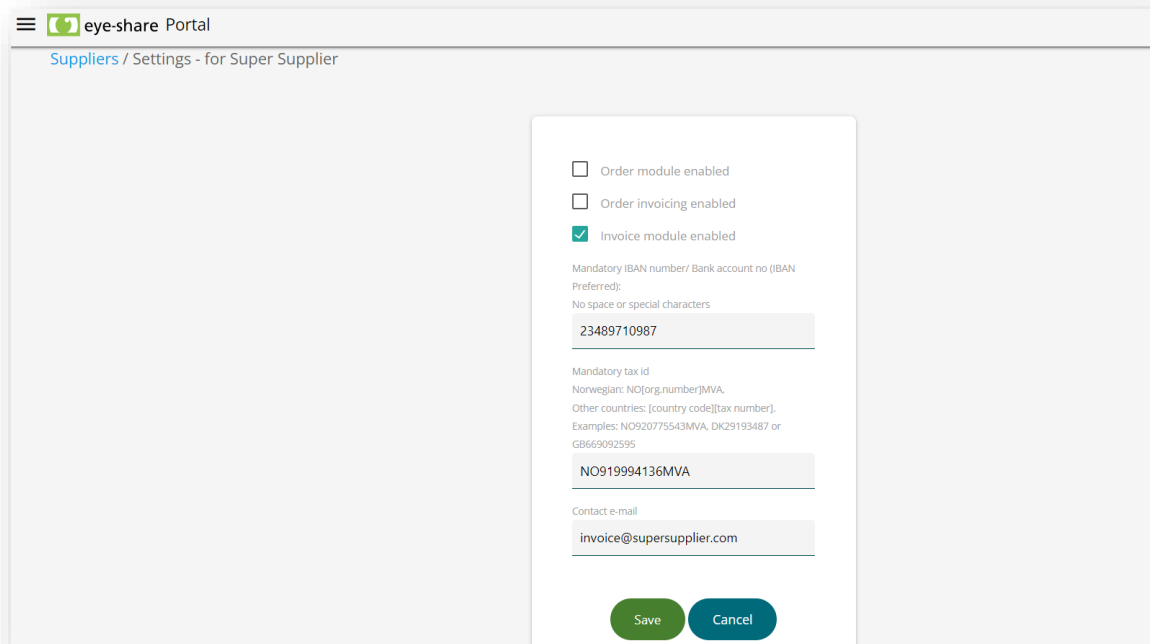 eye-share Portal
Suppliers / Settings - for Super Supplier
Order module enabled
Order invoicing enabled
Invoice module enabled
Mandatory IBAN number/ Bank account no (IBAN
Preferred):
No space or special characters
23489710987
Mandatory tax id
Norwegian: NO[org.number]MVA,
Other countries: [country code][tax number].
Examples: NO920775543MVA, DK29193487 or
GB669092595
NO919994136MVA
Contact e-mail
invoice@supersupplier.com
Save Cancel